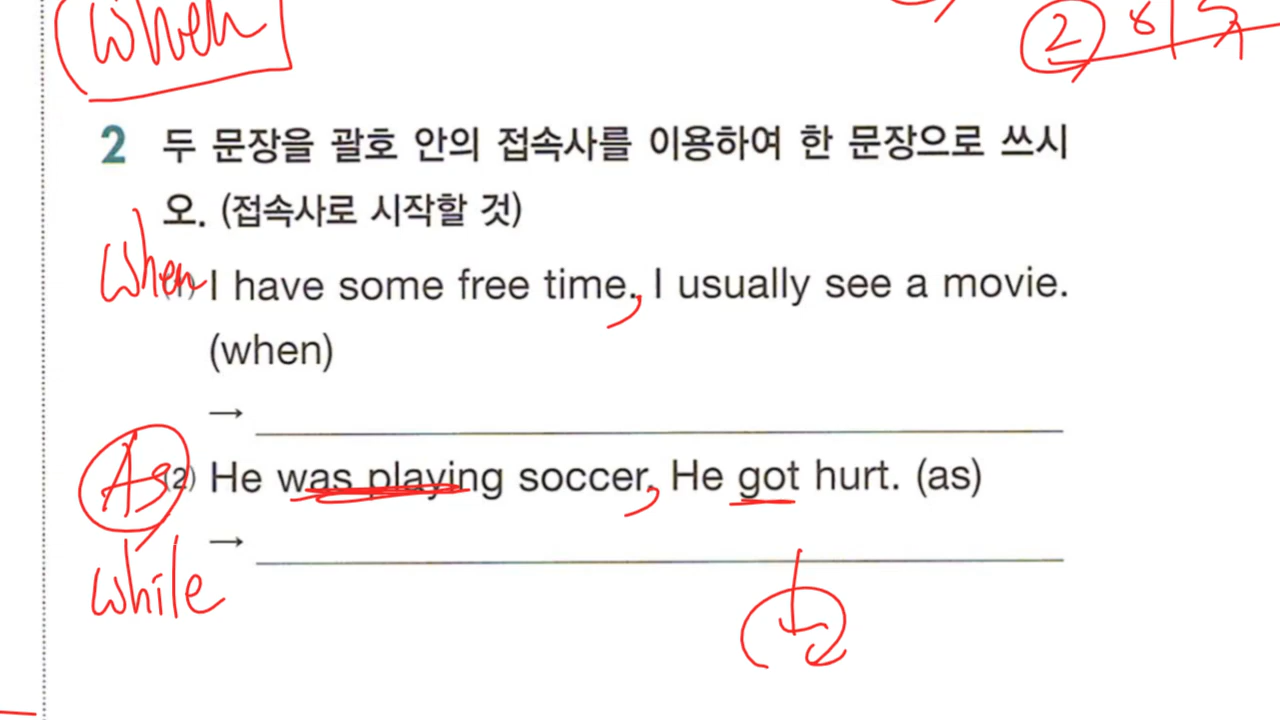 When
2
2 두 문장을 괄호 안의 접속사를 이용하여 한 문장으로 쓰시
오. (접속사로 시작할 것)
When I have some free time., I usually see a movie.
(when)
→
As (2) He was playing soccer, He got hurt. (as)
→
while